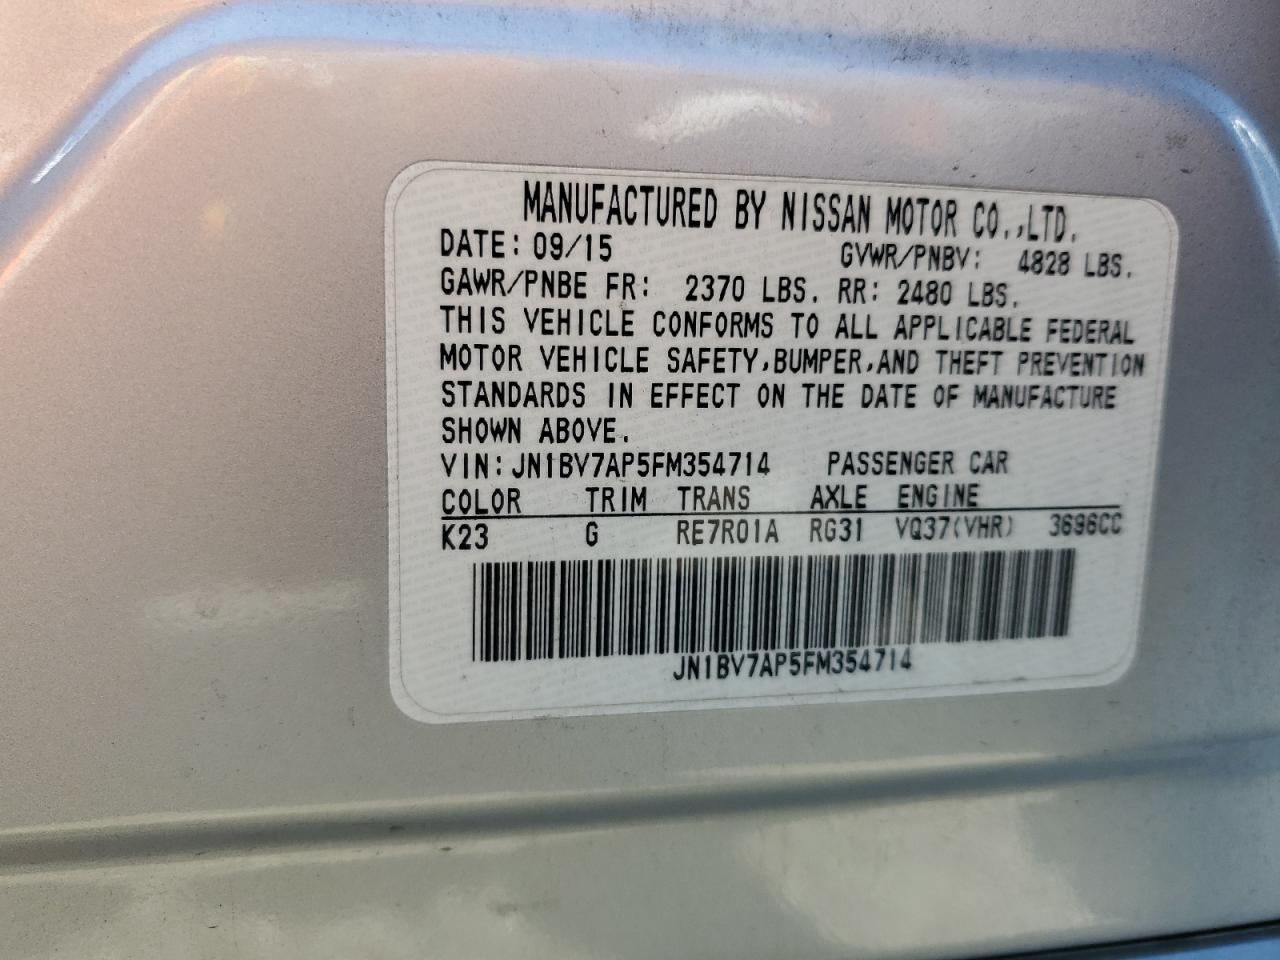 MANUFACTURED BY NISSAN MOTOR CO.,LTD.
DATE: 09/15 GVWR/PNBV: 4828 LBS.
GAWR/PNBE FR: 2370 LBS. RR: 2480 LBS.
THIS VEHICLE CONFORMS TO ALL APPLICABLE FEDERAL
MOTOR VEHICLE SAFETY,BUMPER,AND THEFT PREVENTION
STANDARDS IN EFFECT ON THE DATE OF MANUFACTURE
SHOWN ABOVE.
VIN:JN1BV7AP5FM354714 PASSENGER CAR
COLOR TRIM TRANS AXLE ENGINE
K23 G RE7R01A RG31 VQ37(VHR) 3696CC
JN1BV7AP5FM354714